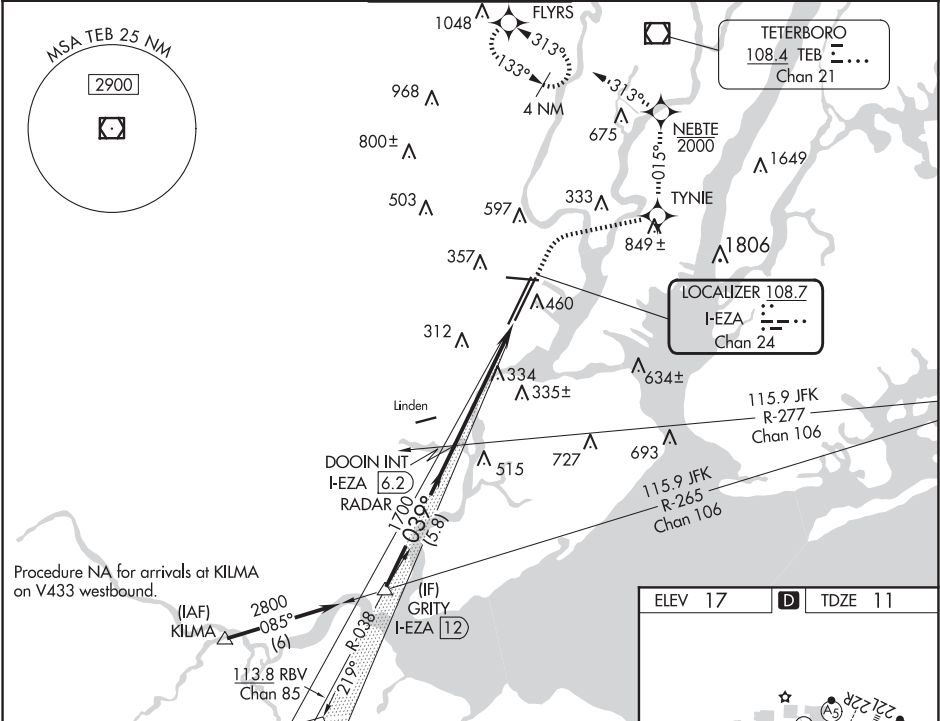 MSA TEB 25 NM
2900
1048
FLYRS
313°
133°
4 NM
313°
TETERBORO
108.4 TEB
Chan 21
968
800±
503
675
NEBTE
2000
015°
1649
597
333
TYNIE
849±
1806
357
460
LOCALIZER 108.7
I-EZA
Chan 24
312
334
335±
634±
Linden
115.9 JFK
R-277
Chan 106
DOOIN INT
I-EZA 6.2
RADAR
515
727
693
115.9 JFK
R-265
Chan 106
1700
039°
(5.8)
Procedure NA for arrivals at KILMA
on V433 westbound.
(IAF)
KILMA
2800
085°
(6)
(IF)
GRITY
I-EZA 12
113.8 RBV
Chan 85
219° R-038
ELEV 17
D
TDZE 11
A5
22L
22R